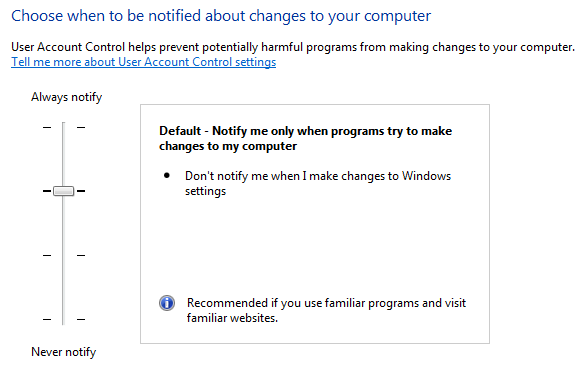 Choose when to be notified about changes to your computer
User Account Control helps prevent potentially harmful programs from making changes to your computer.
Tell me more about User Account Control settings
Always notify
Default - Notify me only when programs try to make
changes to my computer
Don't notify me when I make changes to Windows
settings
Recommended if you use familiar programs and visit
familiar websites.
Never notify